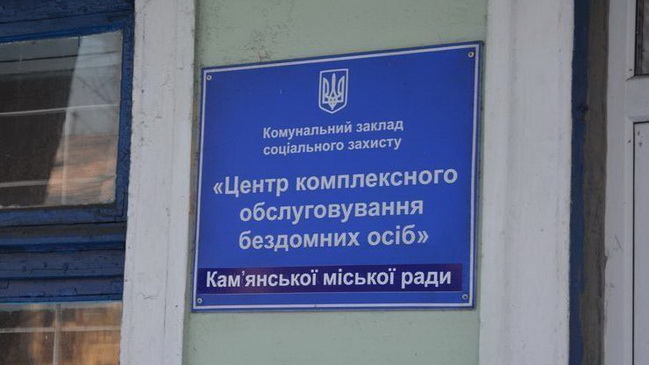 Комунальний заклад
соціального захисту
«Центр комплексного
обслуговування
бездомних осіб»
Кам'янської міської ради